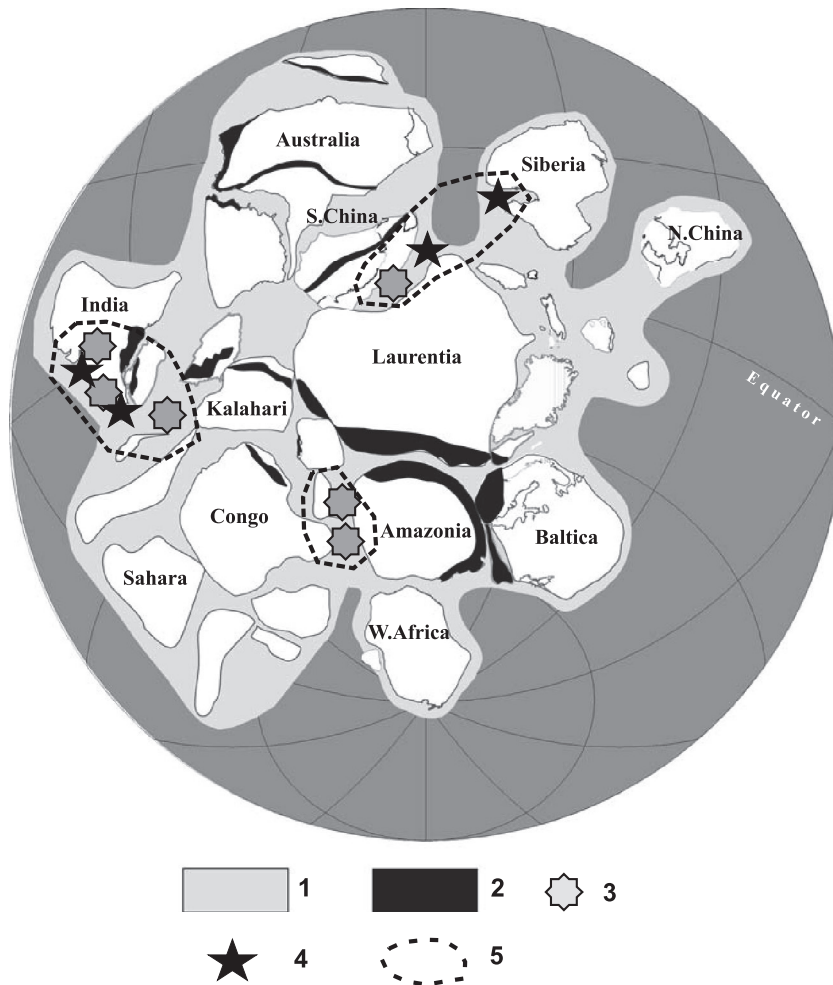 Australia
Siberia
S.China
N.China
India
Laurentia
Equator
Kalahari
Congo
Amazonia
Baltica
Sahara
W.Africa
1
2
3
4
5